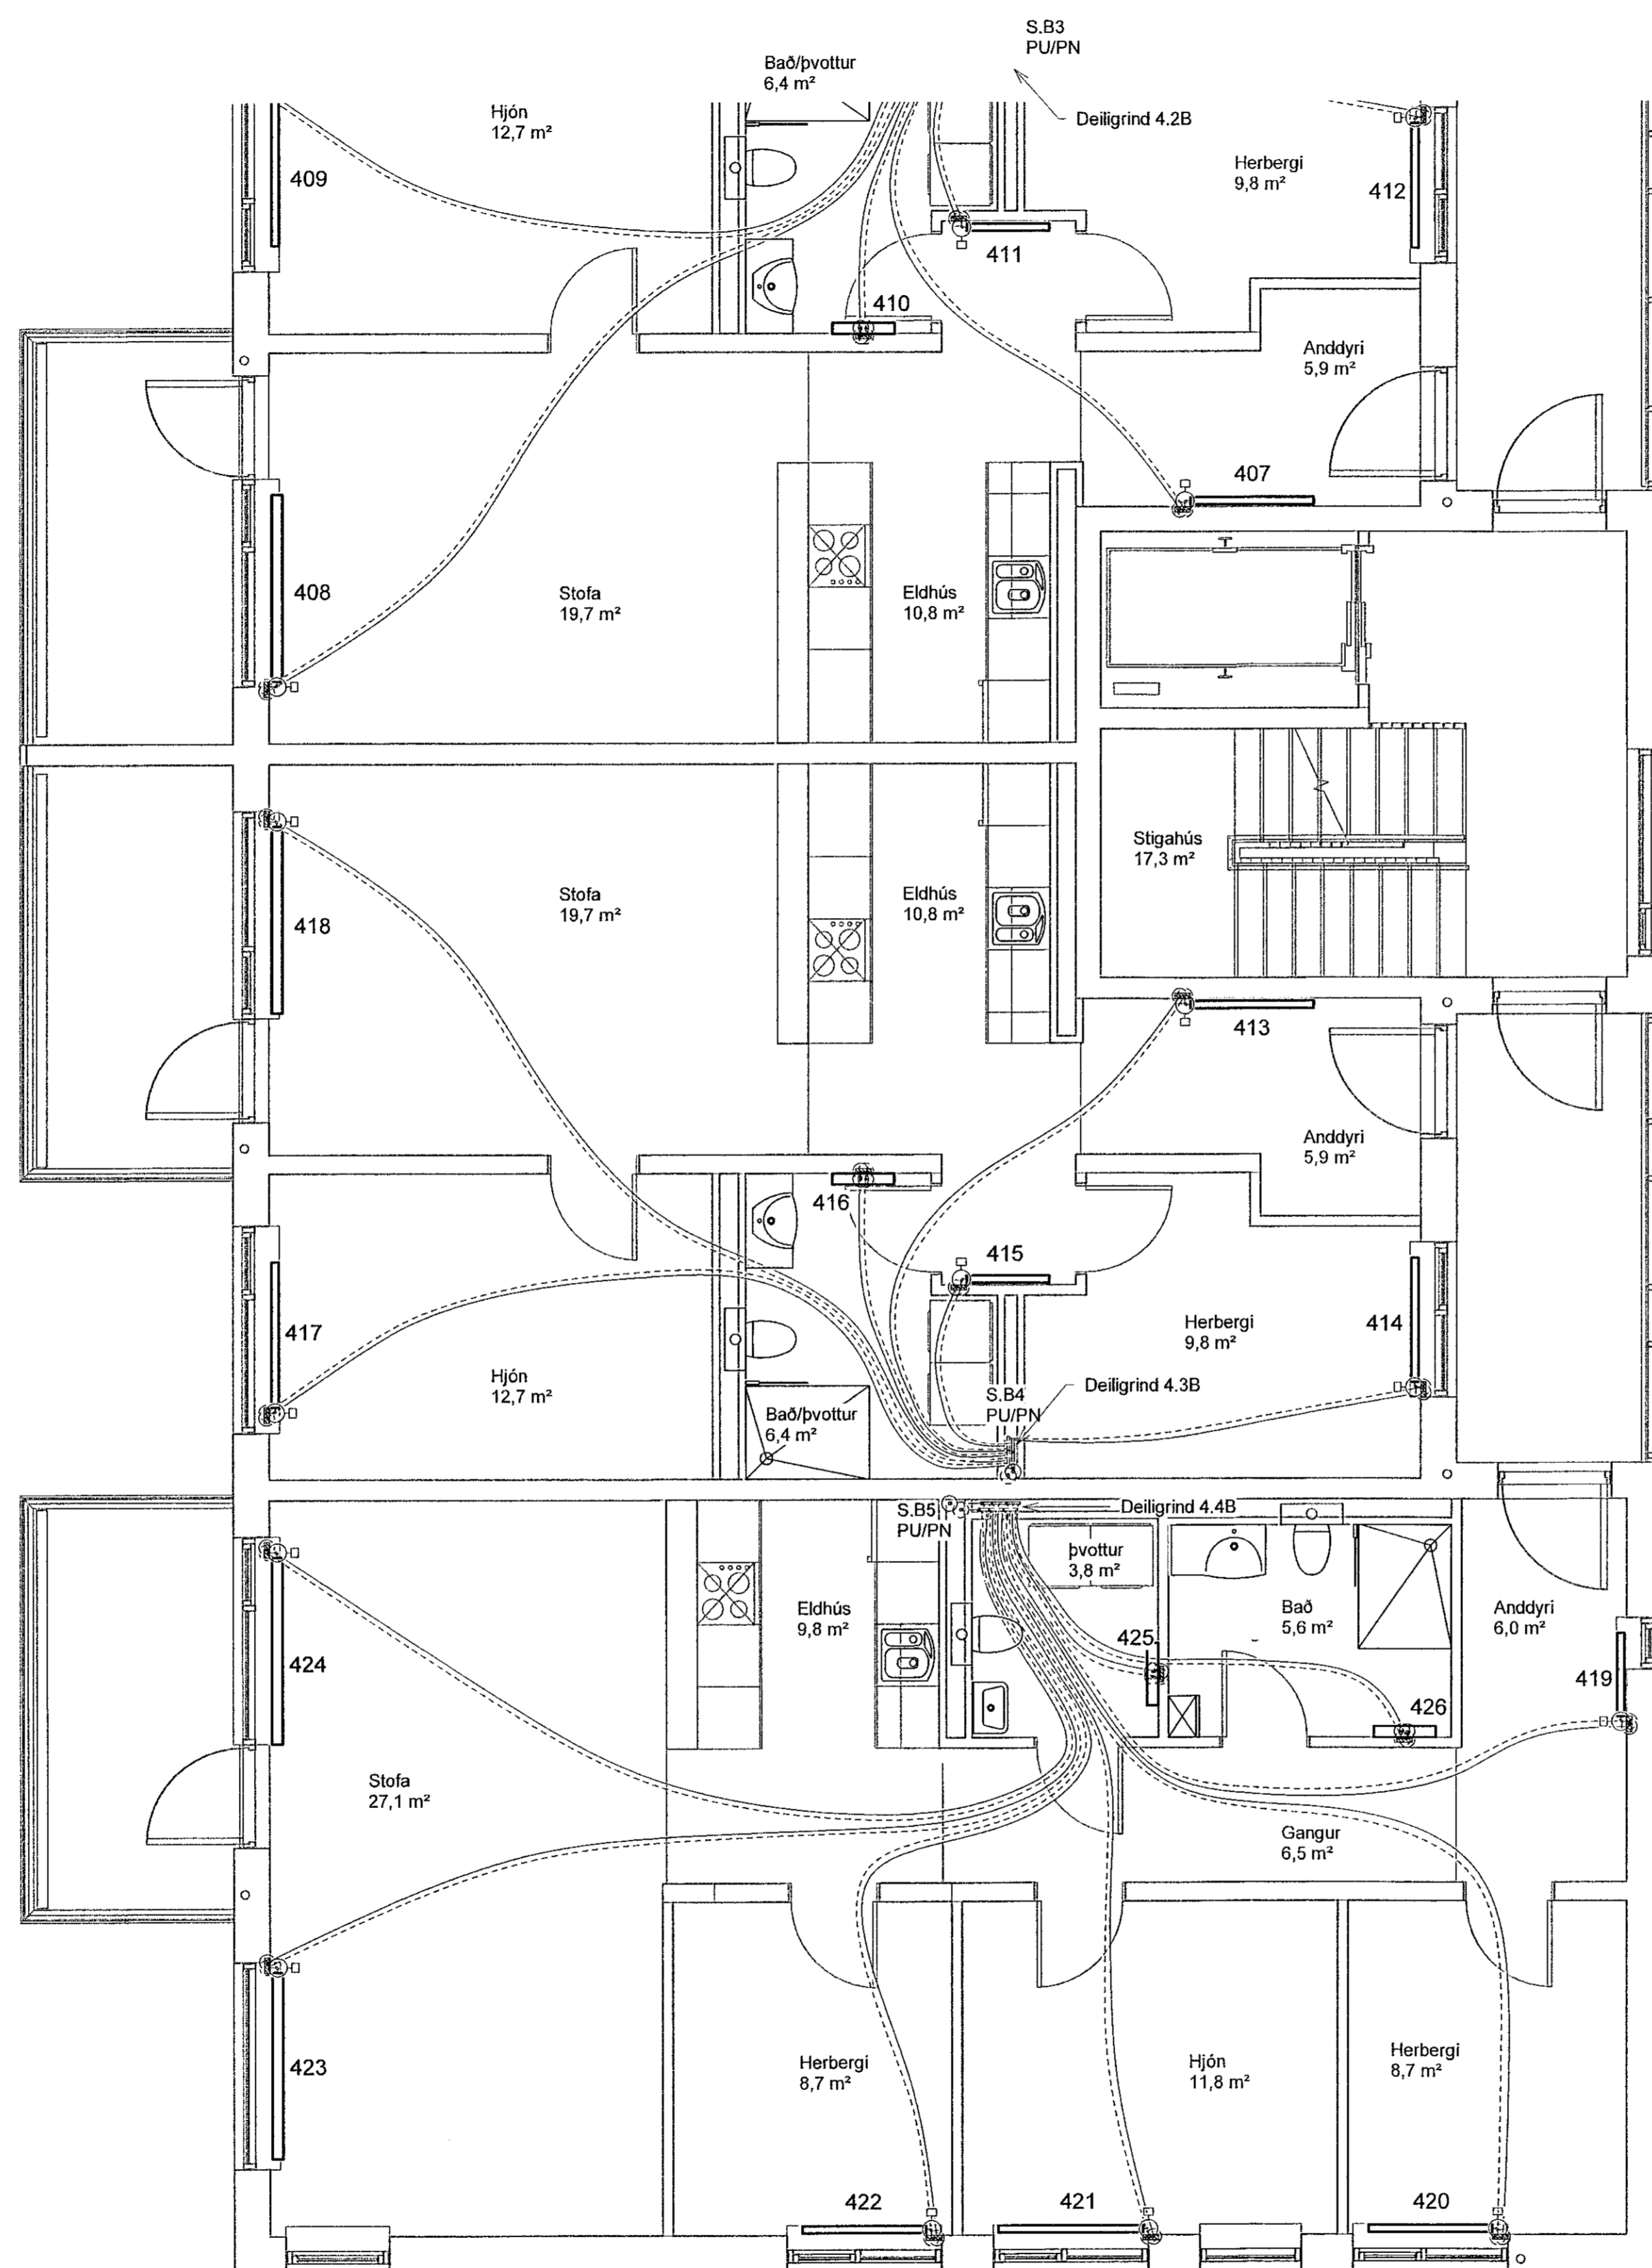 S.B3
PU/PN
Bað/þvottur
6,4 m²
Hjón
12,7 m²
Deiligrind 4.2B
409
Herbergi
9,8 m²
412
411
410
Anddyri
5,9 m²
407
408
Stofa
19,7 m²
Eldhús
10,8 m²
Stigahús
17,3 m²
Stofa
19,7 m²
Eldhús
10,8 m²
418
413
Anddyri
5,9 m²
416
415
417
Herbergi
9,8 m²
414
Hjón
12,7 m²
S.B4
PU/PN
Deiligrind 4.3B
Bað/þvottur
6,4 m²
S.B5
PU/PN
Deiligrind 4.4B
þvottur
3,8 m²
Eldhús
9,8 m²
Bað
5,6 m²
Anddyri
6,0 m²
425
424
419
426
Stofa
27,1 m²
Gangur
6,5 m²
423
Herbergi
8,7 m²
Hjón
11,8 m²
Herbergi
8,7 m²
422
421
420